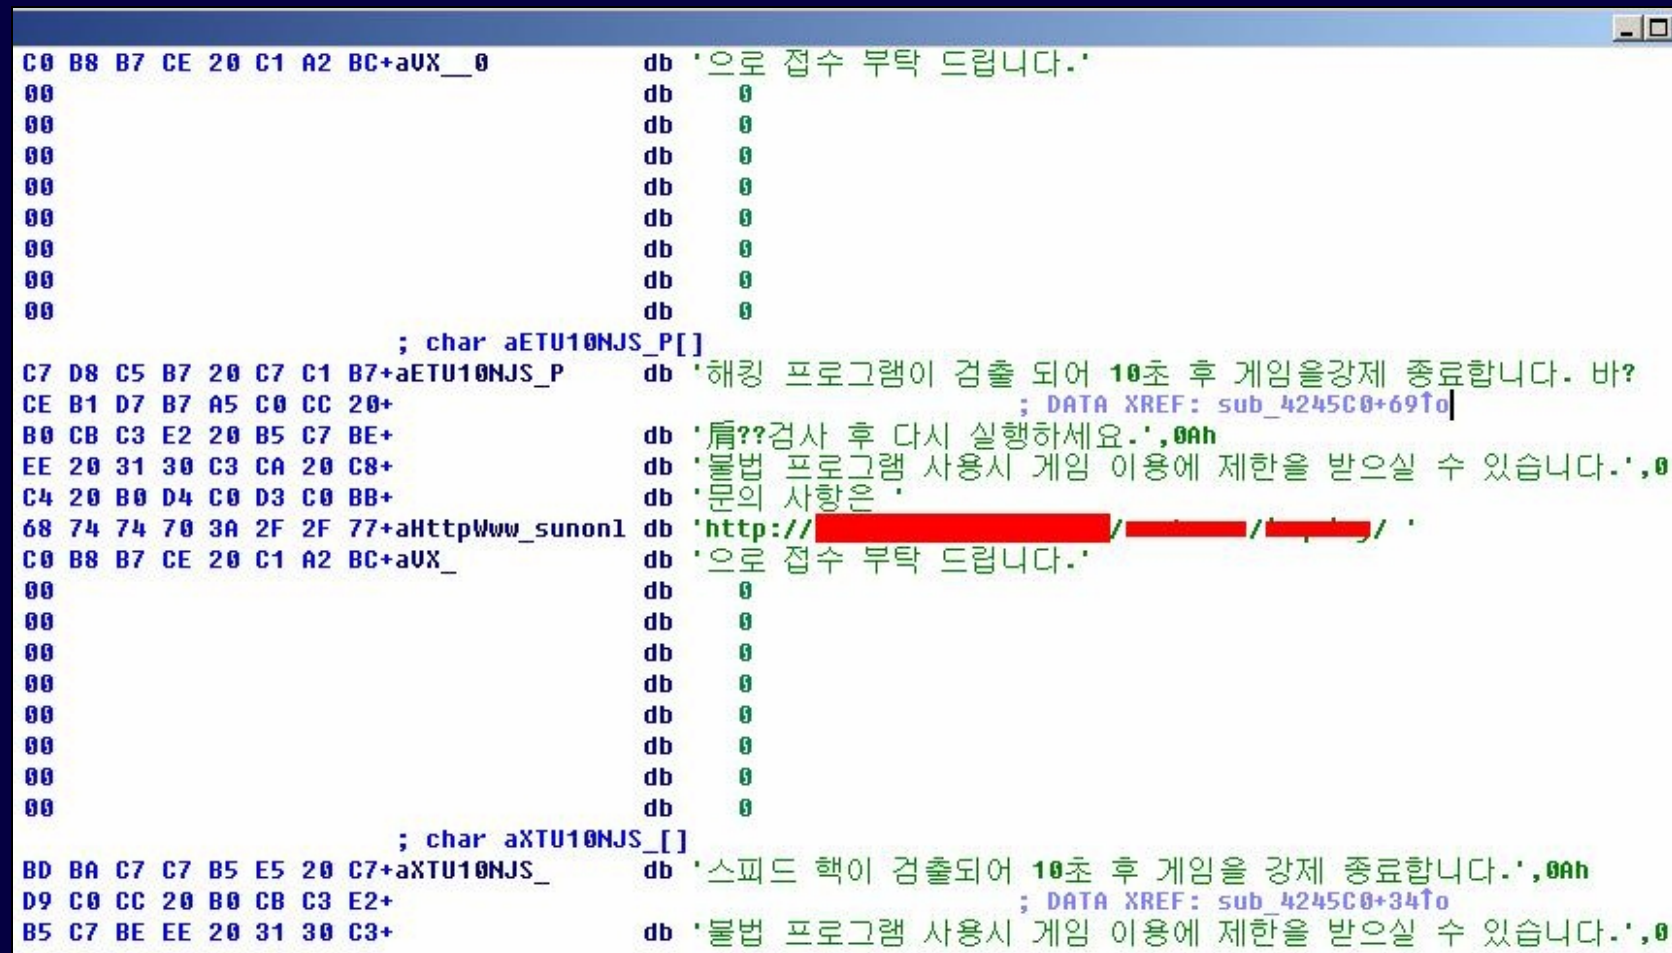 C0 B8 B7 CE 20 C1 A2 BC+aVX__0 db '으로 접수 부탁 드립니다.'
00 db 0
00 db 0
00 db 0
00 db 0
00 db 0
00 db 0
00 db 0
00 db 0
; char aETU10NJS_P[]
C7 D8 C5 B7 20 C7 C1 B7+aETU10NJS_P db '해킹 프로그램이 검출 되어 10초 후 게임을강제 종료합니다. 바?
CE B1 D7 B7 A5 C0 CC 20+ ; DATA XREF: sub_4245C0+69↑o
B0 CB C3 E2 20 B5 C7 BE+ db '肩??검사 후 다시 실행하세요.',0Ah
EE 20 31 30 C3 CA 20 C8+ db '불법 프로그램 사용시 게임 이용에 제한을 받으실 수 있습니다.',0
C4 20 B0 D4 C0 D3 C0 BB+ db '문의 사항은 '
68 74 74 70 3A 2F 2F 77+aHttpWww_sunonl db 'http:// / / / '
C0 B8 B7 CE 20 C1 A2 BC+aVX_ db '으로 접수 부탁 드립니다.'
00 db 0
00 db 0
00 db 0
00 db 0
00 db 0
00 db 0
00 db 0
00 db 0
; char aXTU10NJS_[]
BD BA C7 C7 B5 E5 20 C7+aXTU10NJS_ db '스피드 핵이 검출되어 10초 후 게임을 강제 종료합니다.',0Ah
D9 C0 CC 20 B0 CB C3 E2+ ; DATA XREF: sub_4245C0+34↑o
B5 C7 BE EE 20 31 30 C3+ db '불법 프로그램 사용시 게임 이용에 제한을 받으실 수 있습니다.',0